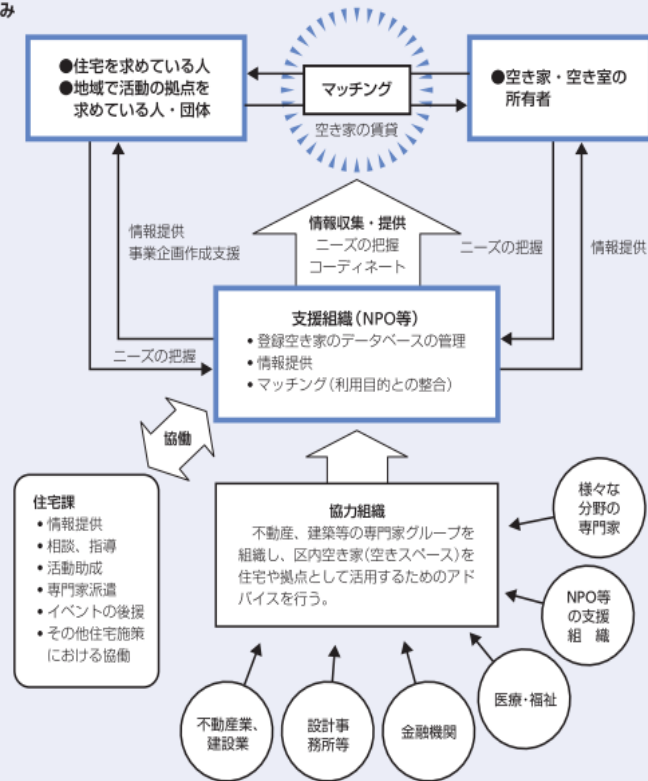 み
●住宅を求めている人
●地域で活動の拠点を
求めている人・団体
マッチング
空き家の賃貸
●空き家・空き室の
所有者
情報提供
事業企画作成支援
情報収集・提供
ニーズの把握
コーディネート
ニーズの把握
情報提供
ニーズの把握
支援組織(NPO等)
• 登録空き家のデータベースの管理
• 情報提供
• マッチング(利用目的との整合)
協働
住宅課
• 情報提供
• 相談、指導
• 活動助成
• 専門家派遣
• イベントの後援
• その他住宅施策
における協働
協力組織
不動産、建築等の専門家グループを
組織し、区内空き家(空きスペース)を
住宅や拠点として活用するためのアド
バイスを行う。
様々な
分野の
専門家
NPO等
の支援
組 織
医療・福祉
金融機関
設計事
務所等
不動産業、
建設業